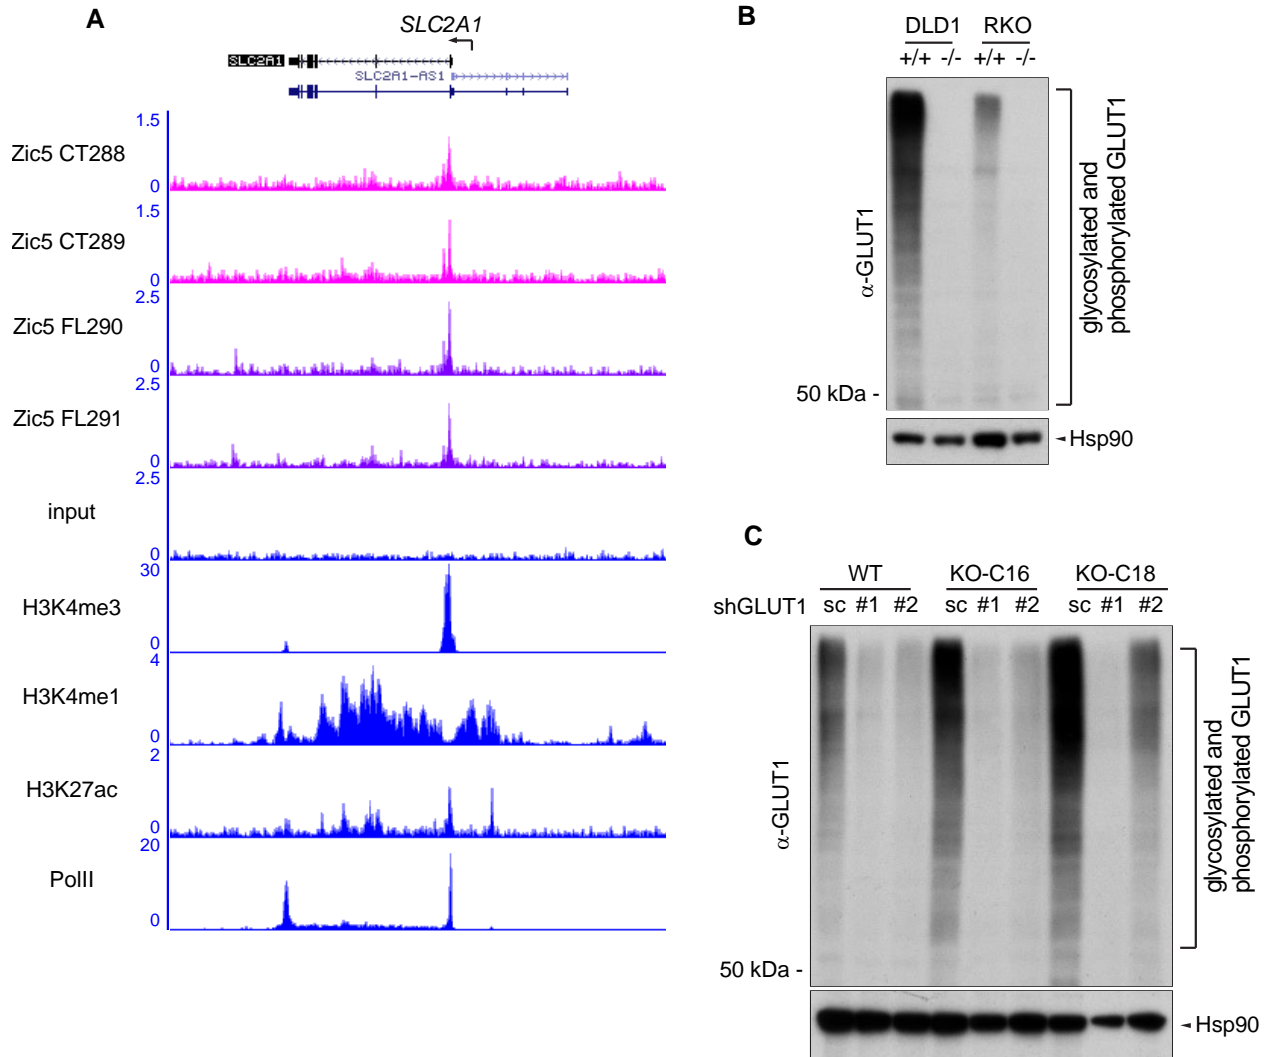 A
SLC2A1
SLC2A1
SLC2A1-AS1
1.5
Zic5 CT288
0
1.5
Zic5 CT289
0
2.5
Zic5 FL290
0
2.5
Zic5 FL291
0
2.5
input
0
30
H3K4me3
0
4
H3K4me1
0
2
H3K27ac
0
20
PolII
0
B
DLD1 RKO
+/+ -/- +/+ -/-
α-GLUT1
glycosylated and
phosphorylated GLUT1
50 kDa -
Hsp90
C
WT KO-C16 KO-C18
shGLUT1 sc #1 #2 sc #1 #2 sc #1 #2
α-GLUT1
glycosylated and
phosphorylated GLUT1
50 kDa -
Hsp90